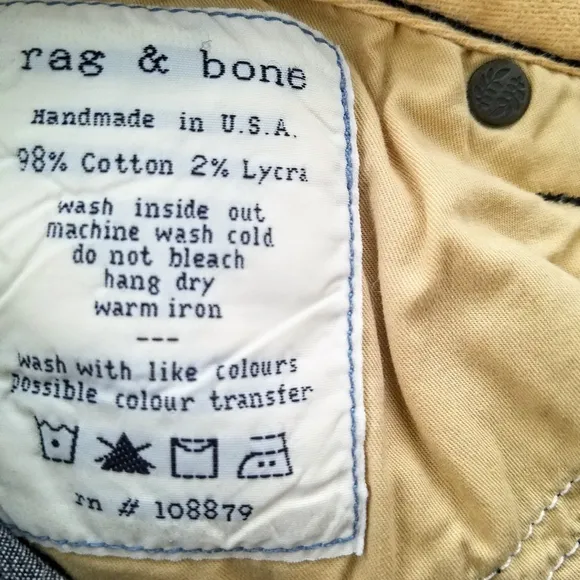 rag & bone
Handmade in U.S.A.
98% Cotton 2% Lycra
wash inside out
machine wash cold
do not bleach
hang dry
warm iron
---
wash with like colours
possible colour transfer
rn # 108879